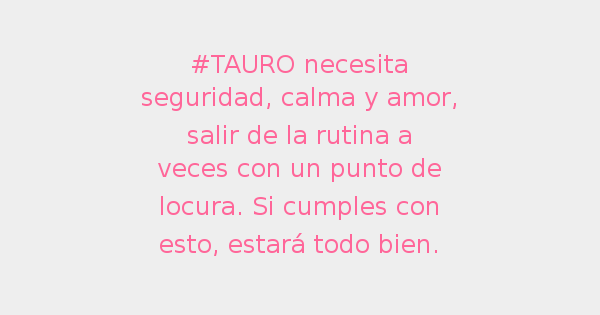 #TAURO necesita
seguridad, calma y amor,
salir de la rutina a
veces con un punto de
locura. Si cumples con
esto, estará todo bien.